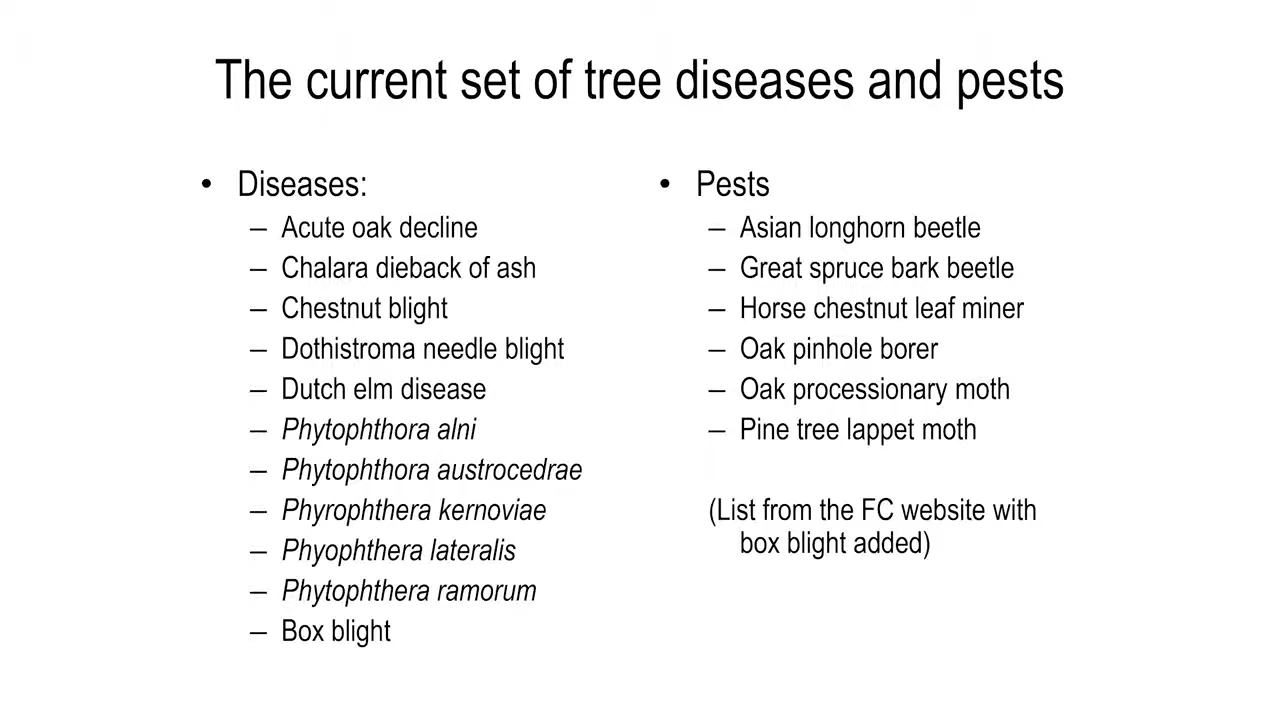 The current set of tree diseases and pests
• Diseases:
– Acute oak decline
– Chalara dieback of ash
– Chestnut blight
– Dothistroma needle blight
– Dutch elm disease
– Phytophthora alni
– Phytophthora austrocedrae
– Phyrophthera kernoviae
– Phyophthera lateralis
– Phytophthera ramorum
– Box blight
• Pests
– Asian longhorn beetle
– Great spruce bark beetle
– Horse chestnut leaf miner
– Oak pinhole borer
– Oak processionary moth
– Pine tree lappet moth
(List from the FC website with
box blight added)